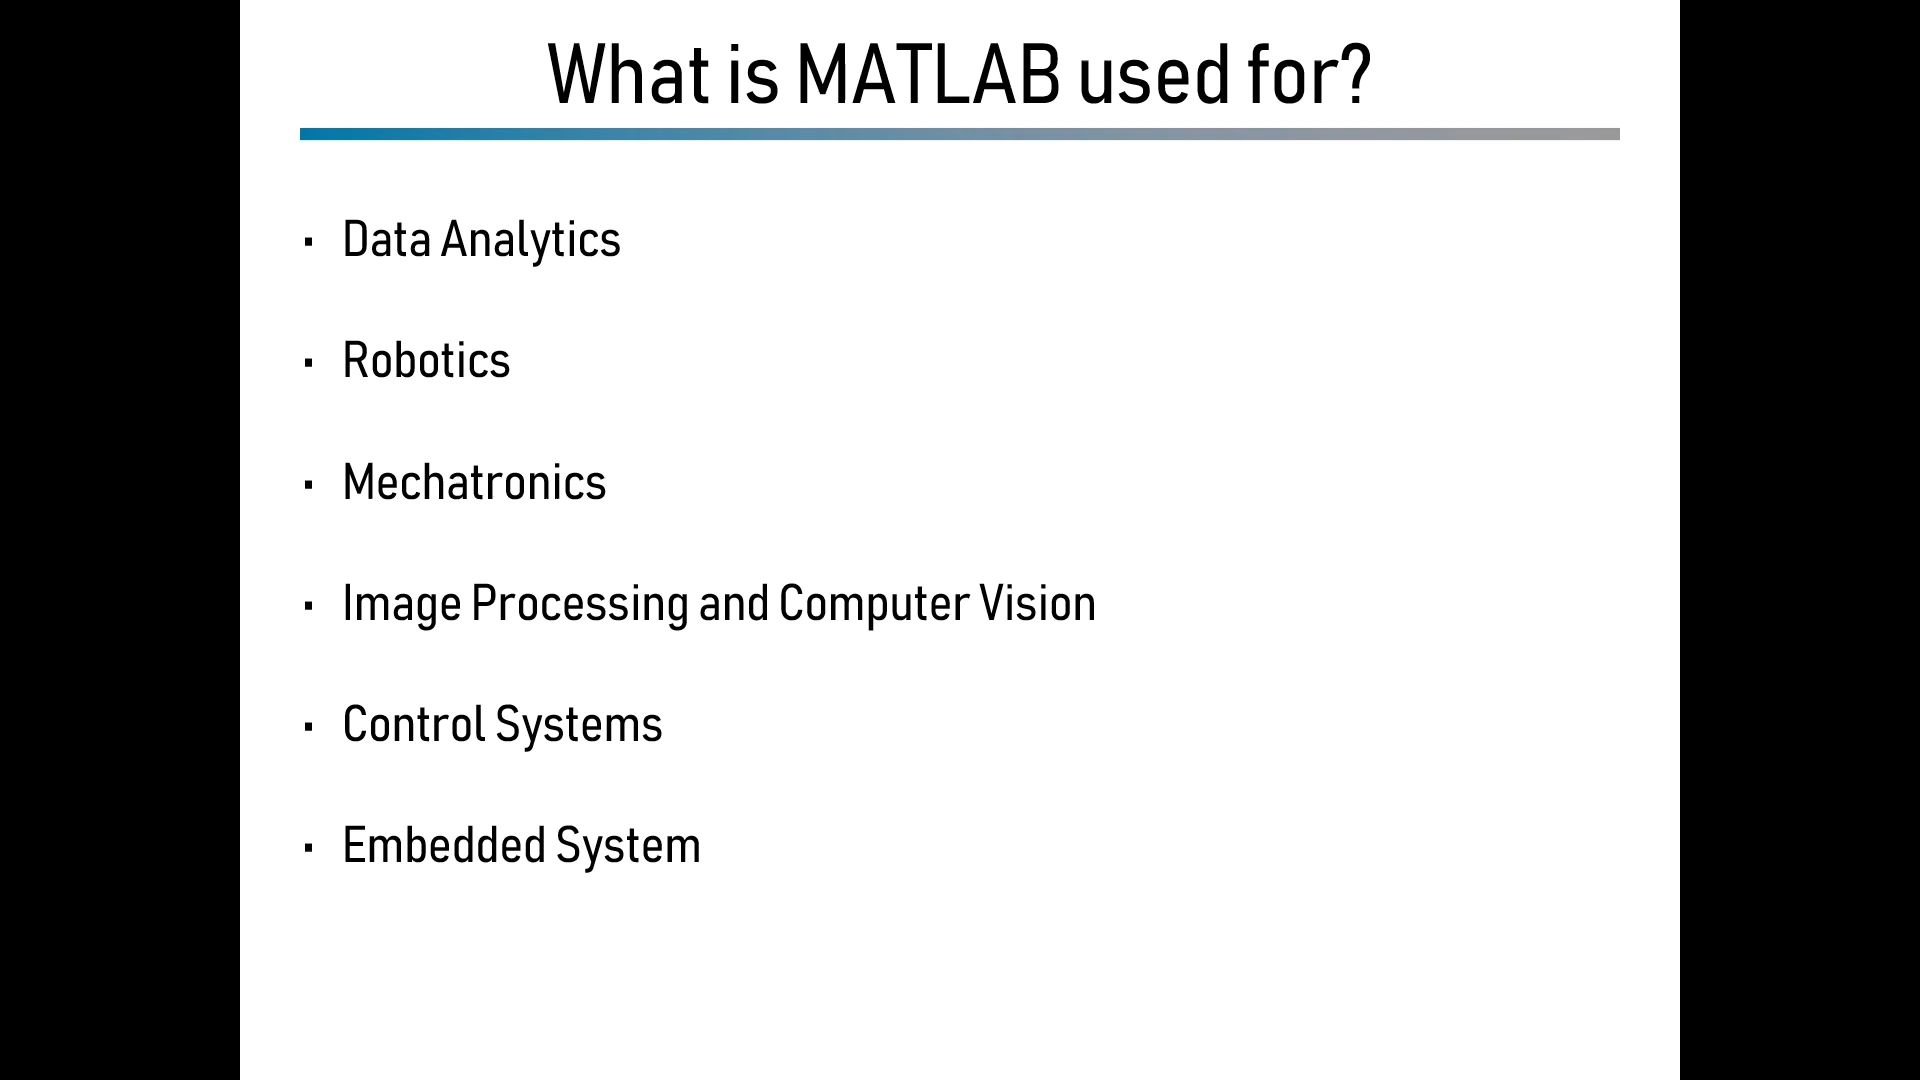 What is MATLAB used for?
▪ Data Analytics
▪ Robotics
▪ Mechatronics
▪ Image Processing and Computer Vision
▪ Control Systems
▪ Embedded System